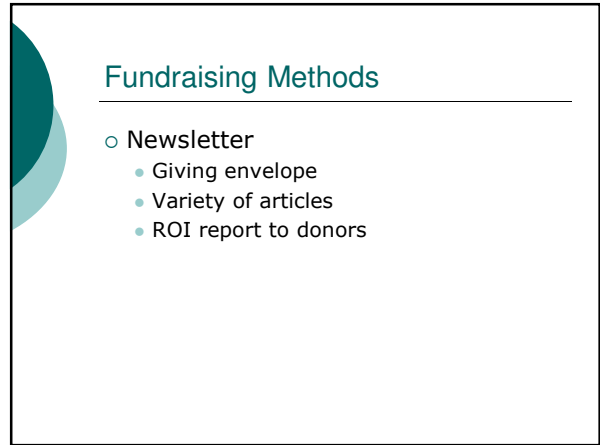 Fundraising Methods
Newsletter
Giving envelope
Variety of articles
ROI report to donors